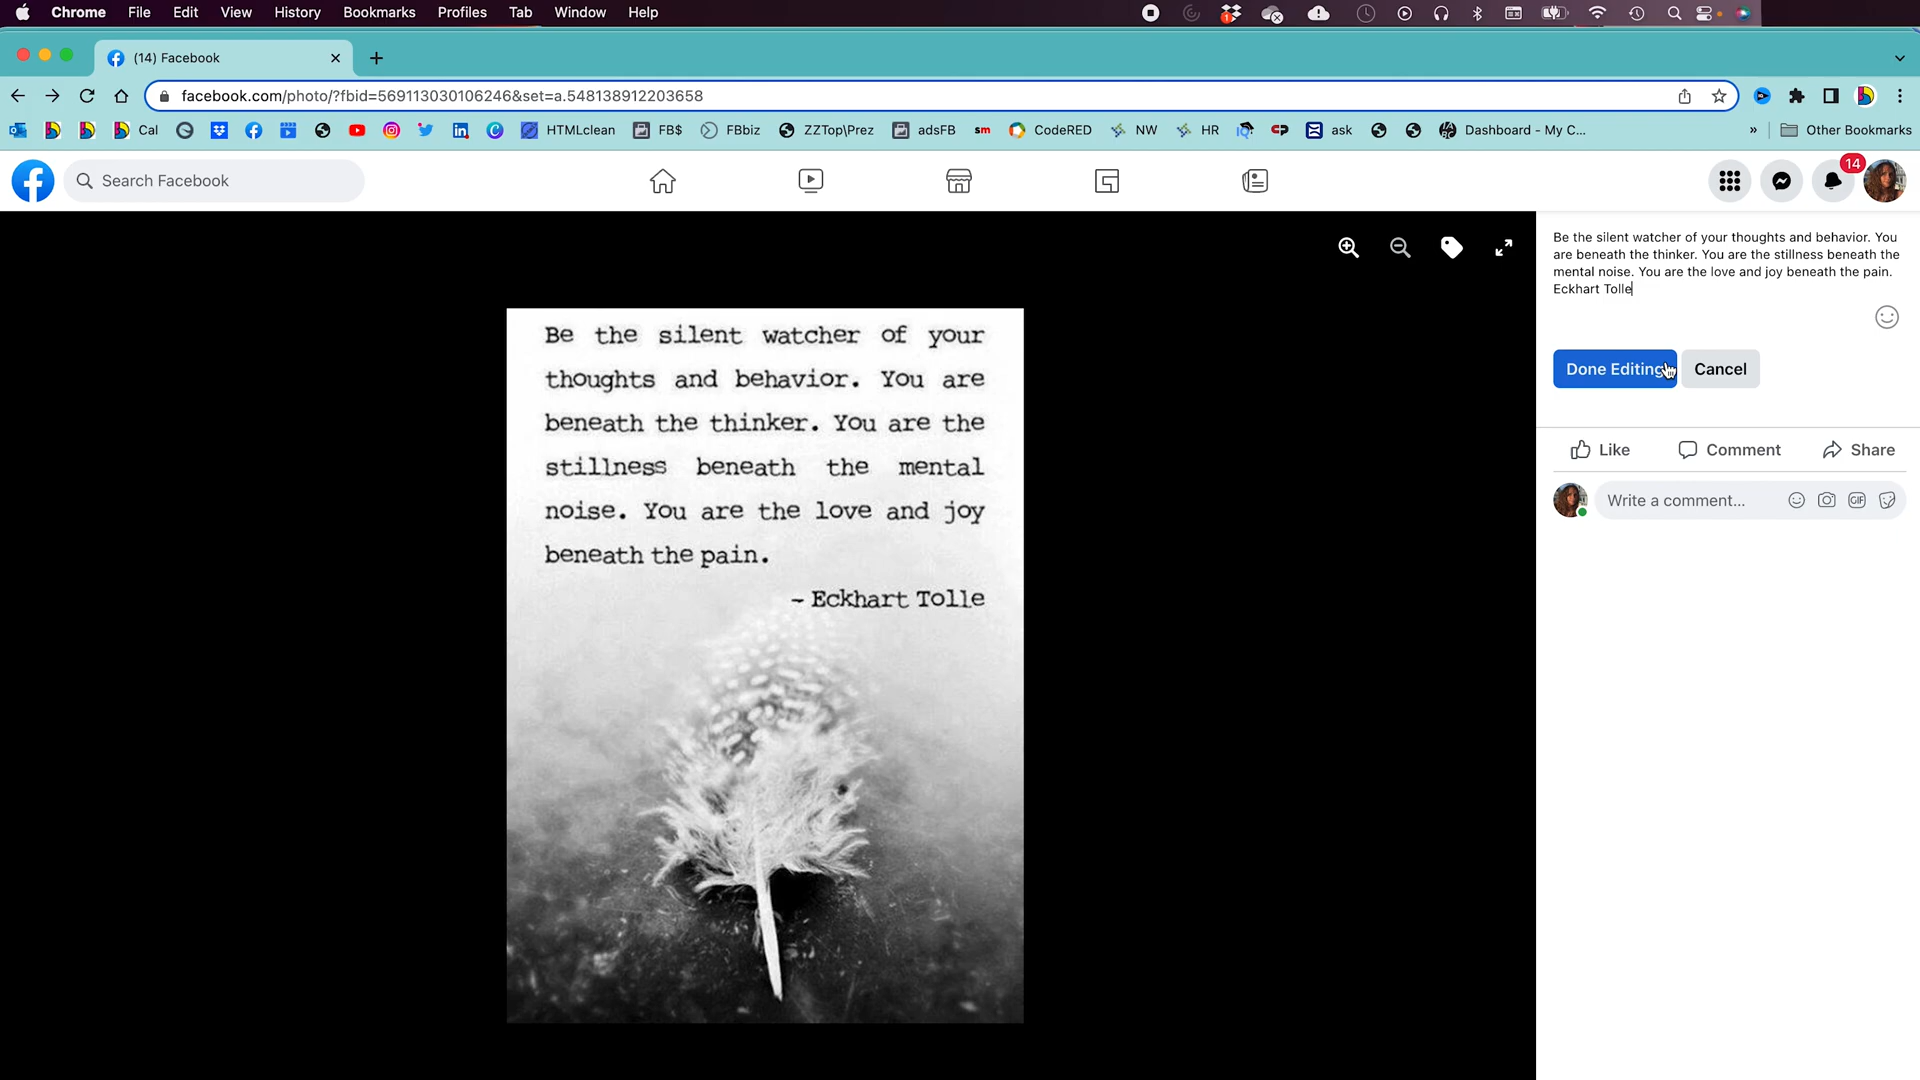 Chrome File Edit View History Bookmarks Profiles Tab Window Help
1
(14) Facebook
facebook.com/photo/?fbid=569113030106246&set=a.548138912203658
Cal HTMLclean FB$ FBbiz ZZTop\Prez adsFB sm CodeRED NW HR IQ CP ask Dashboard - My C... » Other Bookmarks
Search Facebook
14
Be the silent watcher of your
thoughts and behavior. You are
beneath the thinker. You are the
stillness beneath the mental
noise. You are the love and joy
beneath the pain.
- Eckhart Tolle
Be the silent watcher of your thoughts and behavior. You
are beneath the thinker. You are the stillness beneath the
mental noise. You are the love and joy beneath the pain.
Eckhart Tolle
Done Editing Cancel
Like Comment Share
Write a comment... GIF